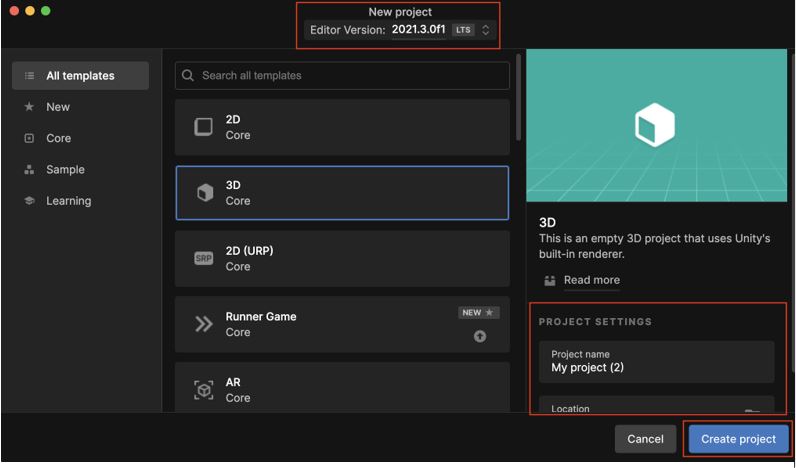 New project
Editor Version: 2021.3.0f1 LTS
All templates
New
Core
Sample
Learning
Search all templates
2D
Core
3D
Core
SRP
2D (URP)
Core
Runner Game
Core
NEW
AR
Core
3D
This is an empty 3D project that uses Unity's
built-in renderer.
Read more
PROJECT SETTINGS
Project name
My project (2)
Location
Cancel
Create project